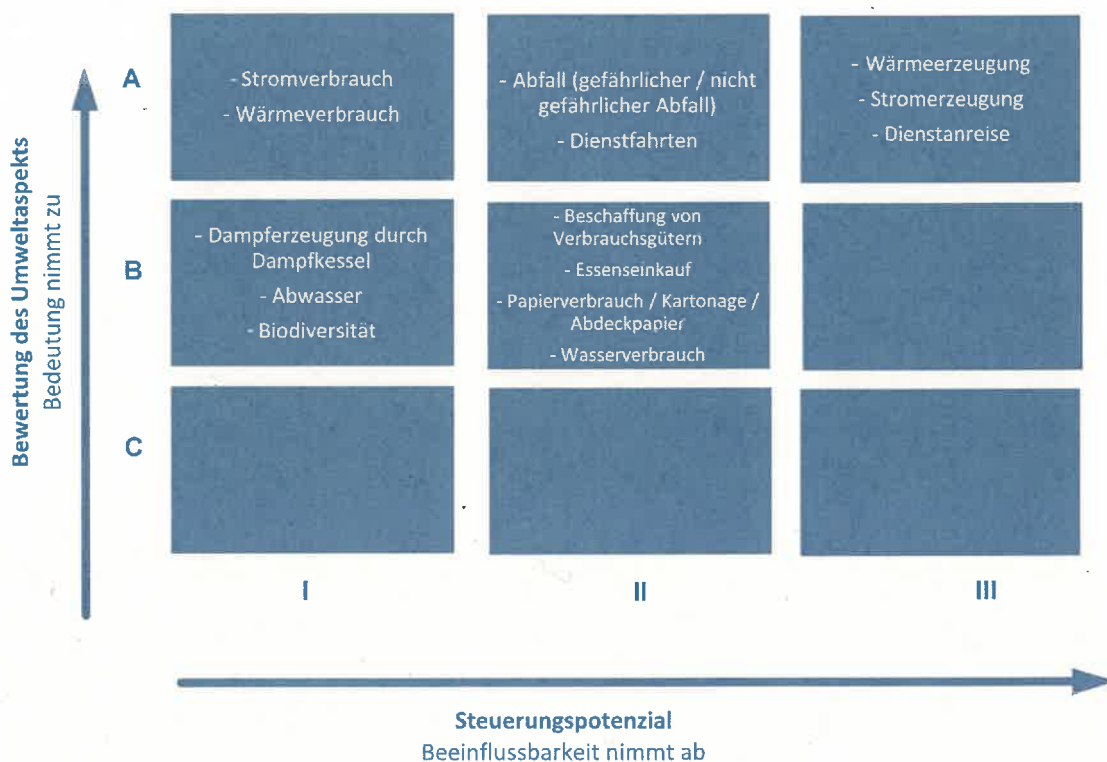 Bewertung des Umweltaspekts
Bedeutung nimmt zu
A
- Stromverbrauch
- Wärmeverbrauch
- Abfall (gefährlicher / nicht
gefährlicher Abfall)
- Dienstfahrten
- Wärmeerzeugung
- Stromerzeugung
- Dienstanreise
B
- Dampferzeugung durch
Dampfkessel
- Abwasser
- Biodiversität
- Beschaffung von
Verbrauchsgütern
- Essenseinkauf
- Papierverbrauch / Kartonage /
Abdeckpapier
- Wasserverbrauch
C
I
II
III
Steuerungspotenzial
Beeinflussbarkeit nimmt ab